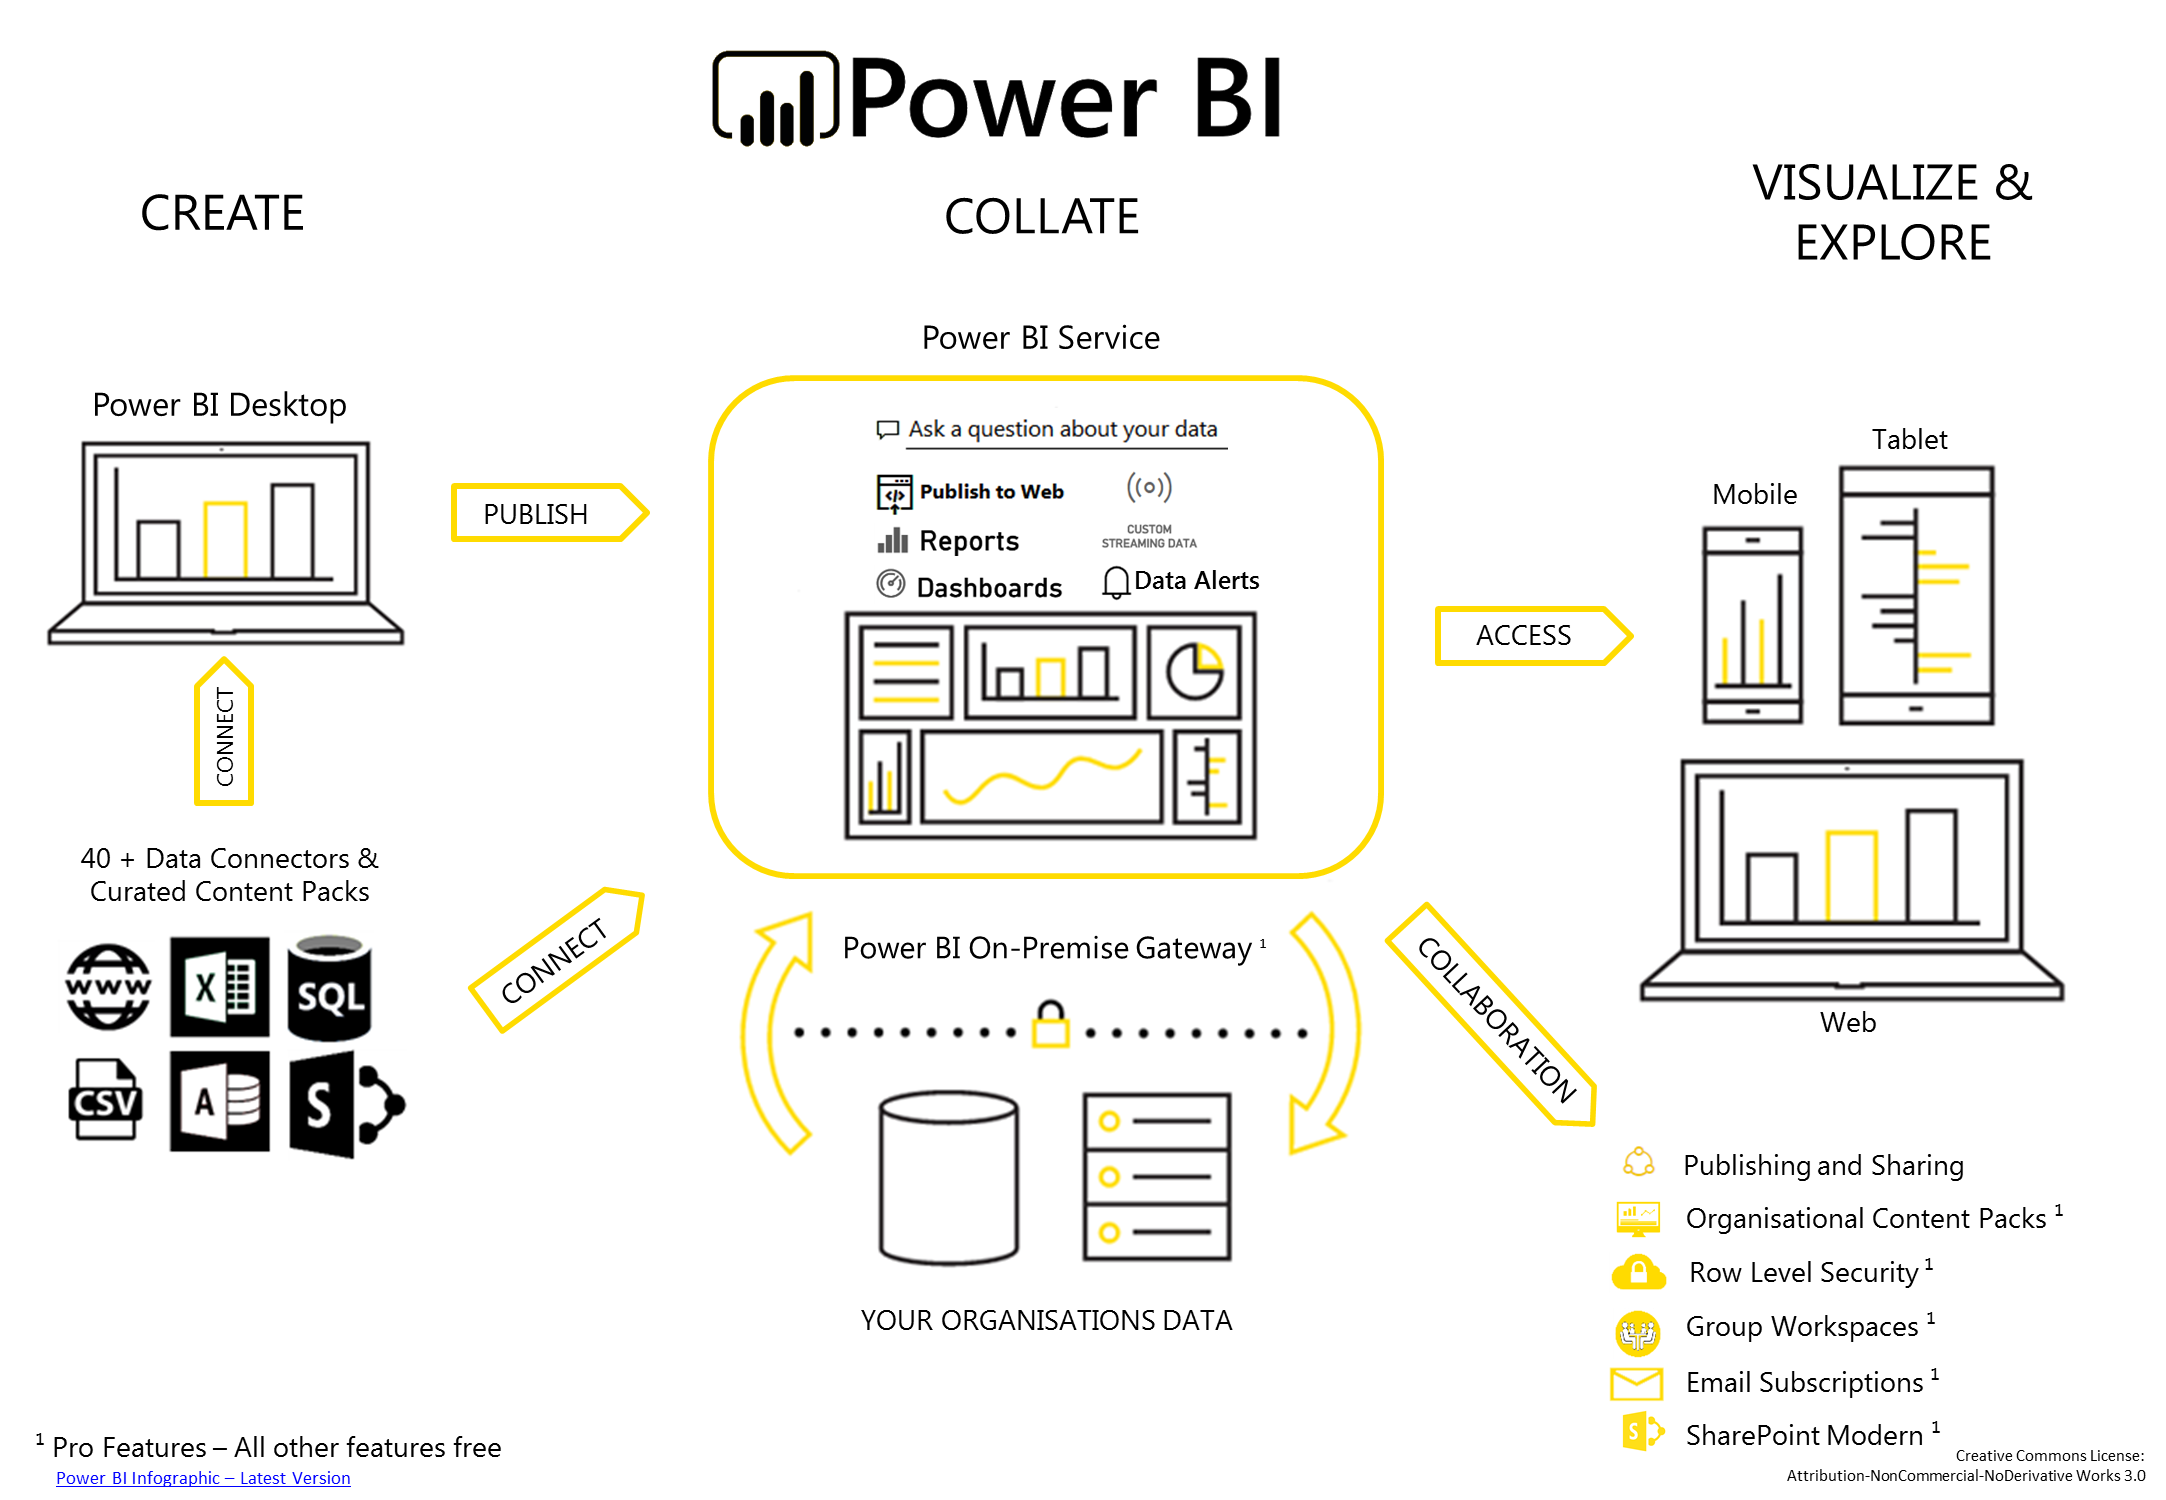 Power BI
CREATE
COLLATE
VISUALIZE &
EXPLORE
Power BI Desktop
PUBLISH
CONNECT
40 + Data Connectors &
Curated Content Packs
WWW
X
SQL
CSV
A
S
CONNECT
Power BI Service
Ask a question about your data
Publish to Web
Reports
Dashboards
CUSTOM
STREAMING DATA
Data Alerts
Power BI On-Premise Gateway 1
YOUR ORGANISATIONS DATA
ACCESS
COLLABORATION
Mobile
Tablet
Web
Publishing and Sharing
Organisational Content Packs 1
Row Level Security 1
Group Workspaces 1
Email Subscriptions 1
S
SharePoint Modern 1
1 Pro Features – All other features free
Power BI Infographic – Latest Version
Creative Commons License:
Attribution-NonCommercial-NoDerivative Works 3.0